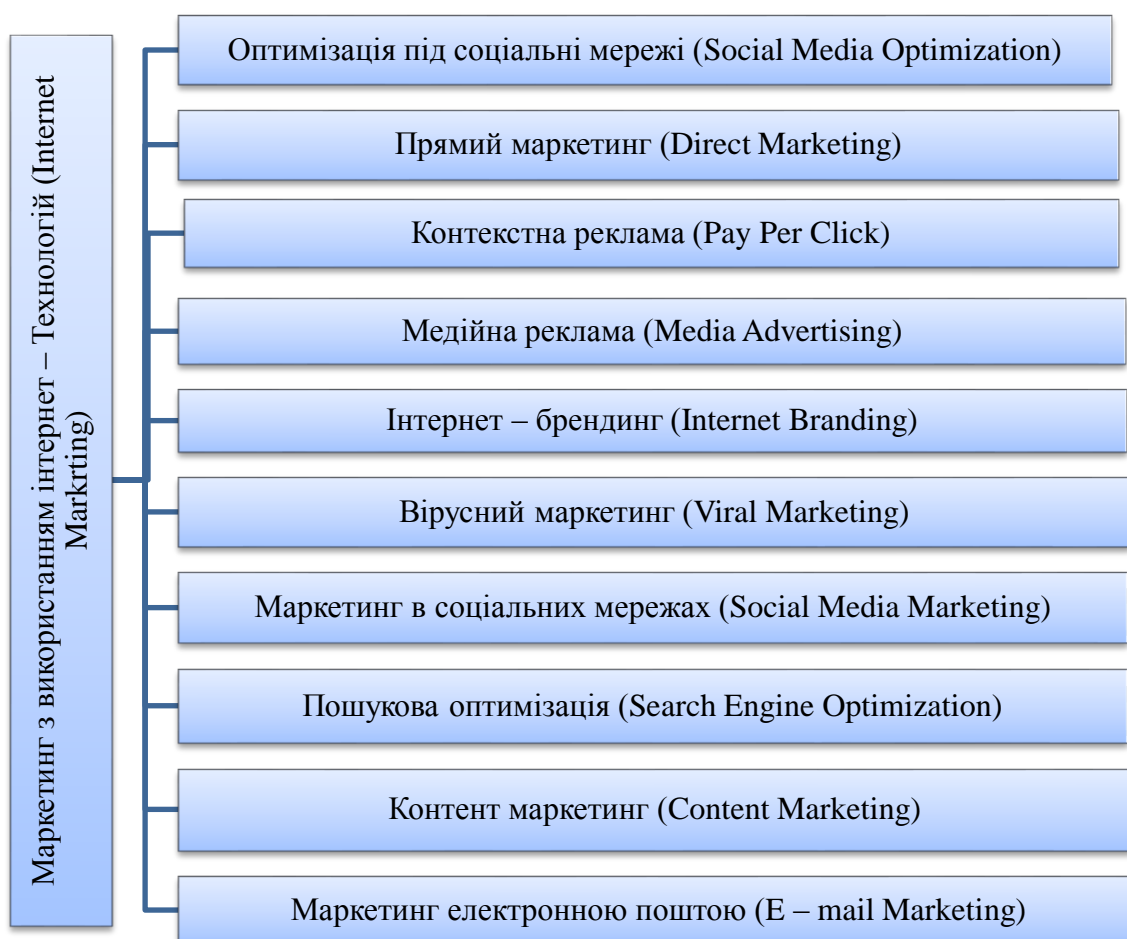 Маркетинг з використанням інтернет – Технологій (Internet
Markrting)
Оптимізація під соціальні мережі (Social Media Optimization)
Прямий маркетинг (Direct Marketing)
Контекстна реклама (Pay Per Click)
Медійна реклама (Media Advertising)
Інтернет – брендинг (Internet Branding)
Вірусний маркетинг (Viral Marketing)
Маркетинг в соціальних мережах (Social Media Marketing)
Пошукова оптимізація (Search Engine Optimization)
Контент маркетинг (Content Marketing)
Маркетинг електронною поштою (E – mail Marketing)